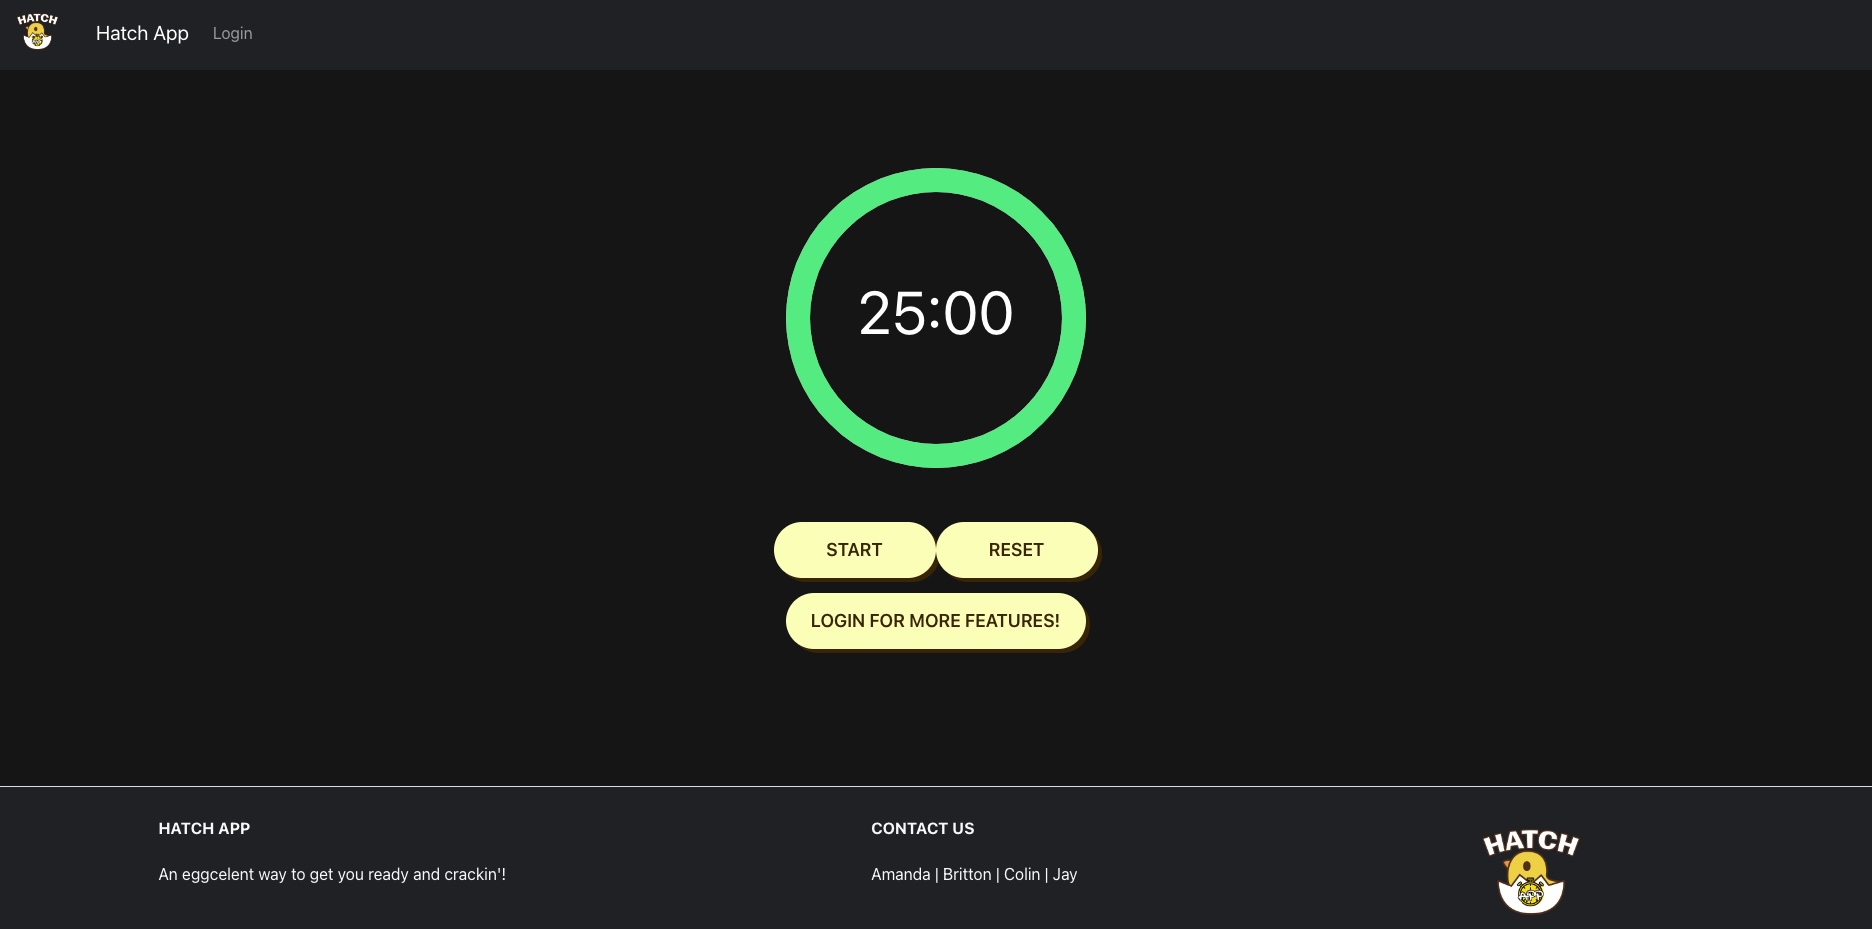 HATCH
Hatch App
Login
25:00
START
RESET
LOGIN FOR MORE FEATURES!
HATCH APP
CONTACT US
An eggcelent way to get you ready and crackin'!
Amanda | Britton | Colin | Jay
HATCH